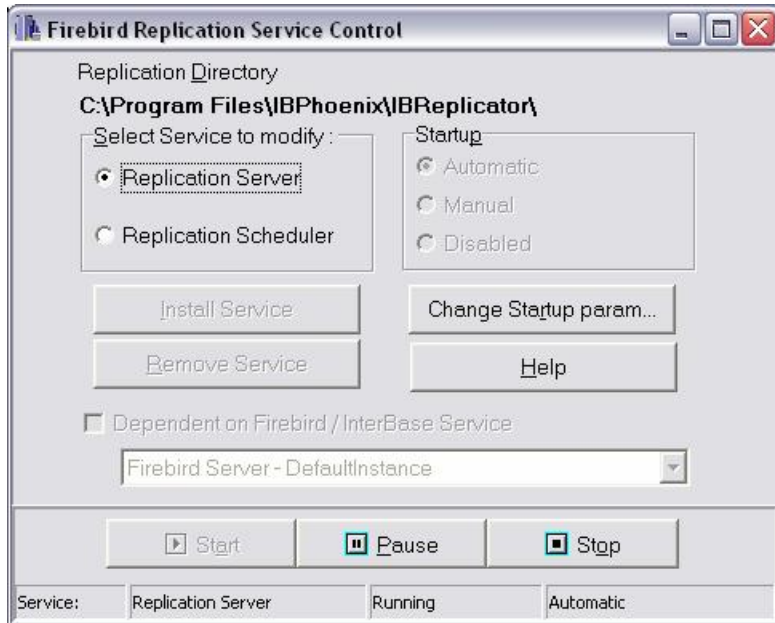 Firebird Replication Service Control
Replication Directory
C:\Program Files\IBPhoenix\IBReplicator\
Select Service to modify :
Startup
Replication Server
Automatic
Manual
Replication Scheduler
Disabled
Install Service
Change Startup param...
Remove Service
Help
Dependent on Firebird / InterBase Service
Firebird Server - DefaultInstance
Start
Pause
Stop
Service: Replication Server Running Automatic